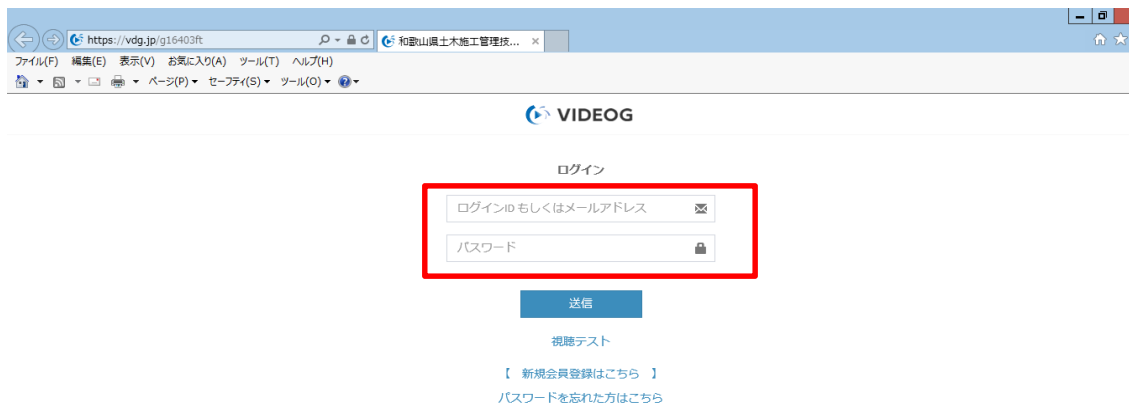 https://vdg.jp/g16403ft
和歌山県土木施工管理技...
ファイル(F) 編集(E) 表示(V) お気に入り(A) ツール(T) ヘルプ(H)
ページ(P) セーフティ(S) ツール(O)
VIDEOG
ログイン
ログインID もしくはメールアドレス
パスワード
送信
視聴テスト
【 新規会員登録はこちら 】
パスワードを忘れた方はこちら